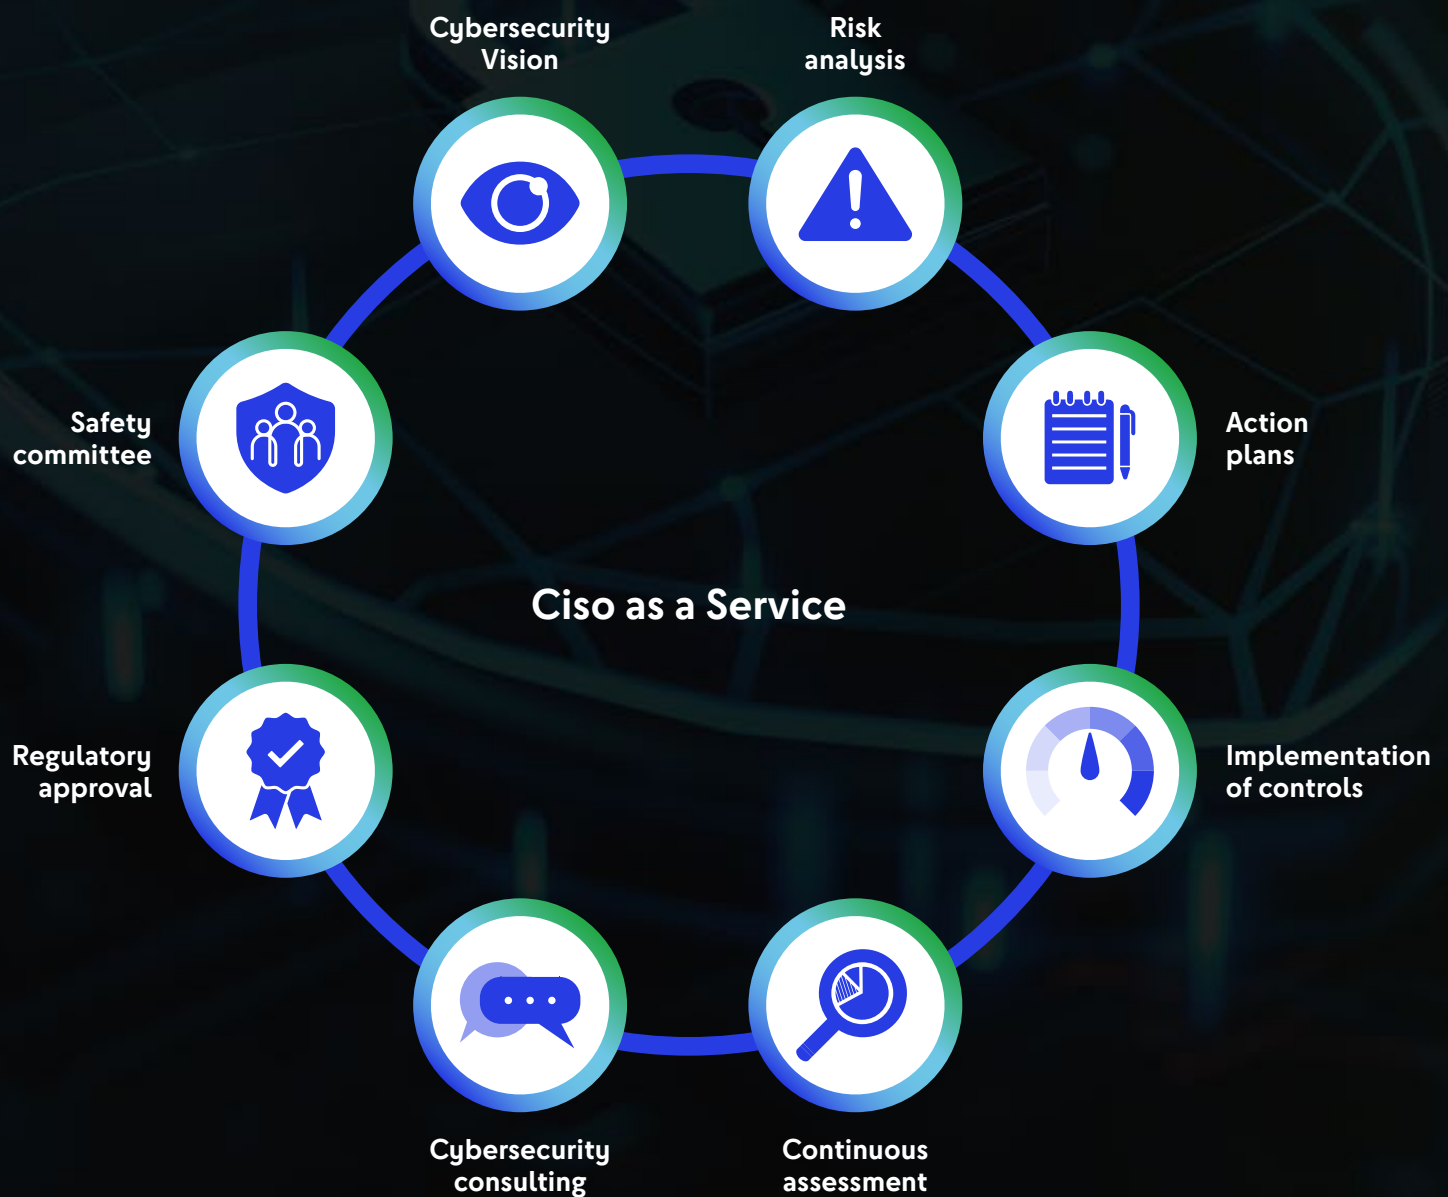 Cybersecurity
Vision
Risk
analysis
Safety
committee
Action
plans
Ciso as a Service
Regulatory
approval
Implementation
of controls
Cybersecurity
consulting
Continuous
assessment